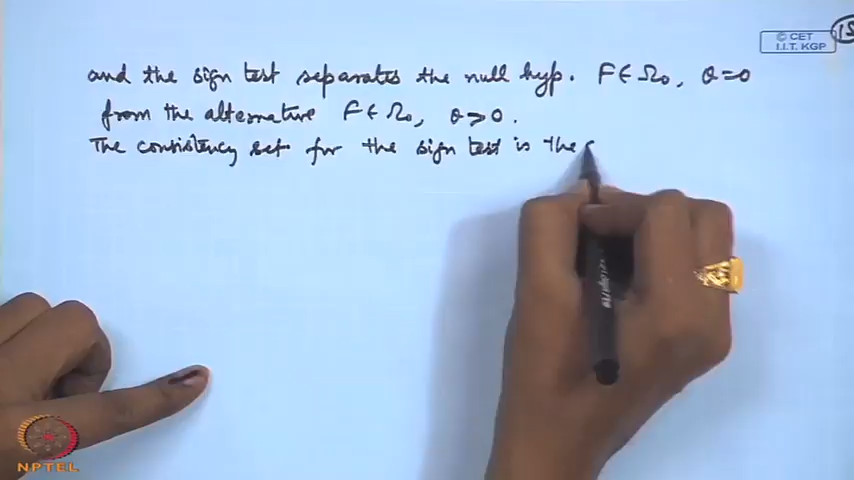 © CET
I.I.T. KGP
15
and the sign test separates the null hyp. F ∈ Ω₀, θ=0
from the alternative F ∈ Ω₀, θ>0.
The consistency set for the sign test is the
NPTEL